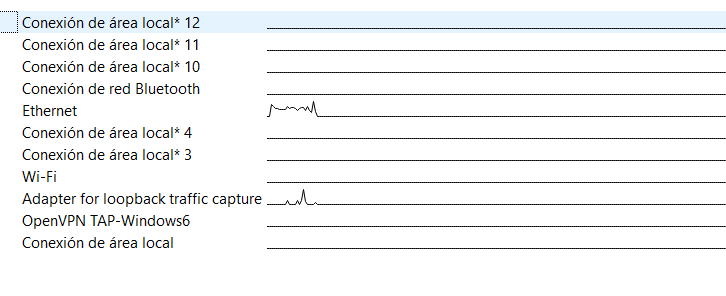 Conexión de área local* 12
Conexión de área local* 11
Conexión de área local* 10
Conexión de red Bluetooth
Ethernet
Conexión de área local* 4
Conexión de área local* 3
Wi-Fi
Adapter for loopback traffic capture
OpenVPN TAP-Windows6
Conexión de área local